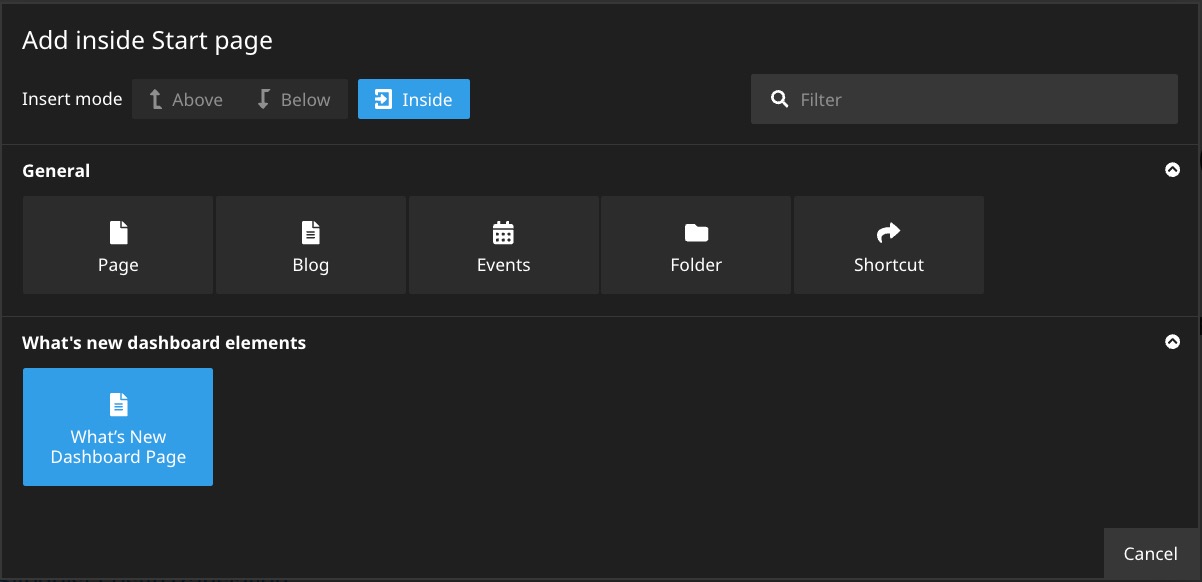 Add inside Start page
Insert mode Above Below Inside Filter
General
Page Blog Events Folder Shortcut
What's new dashboard elements
What’s New
Dashboard Page
Cancel